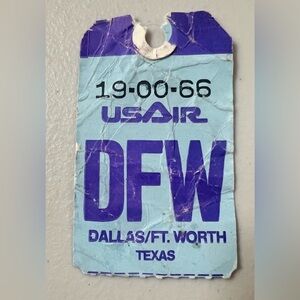 19-00-66
USAIR
DFW
DALLAS/FT. WORTH
TEXAS